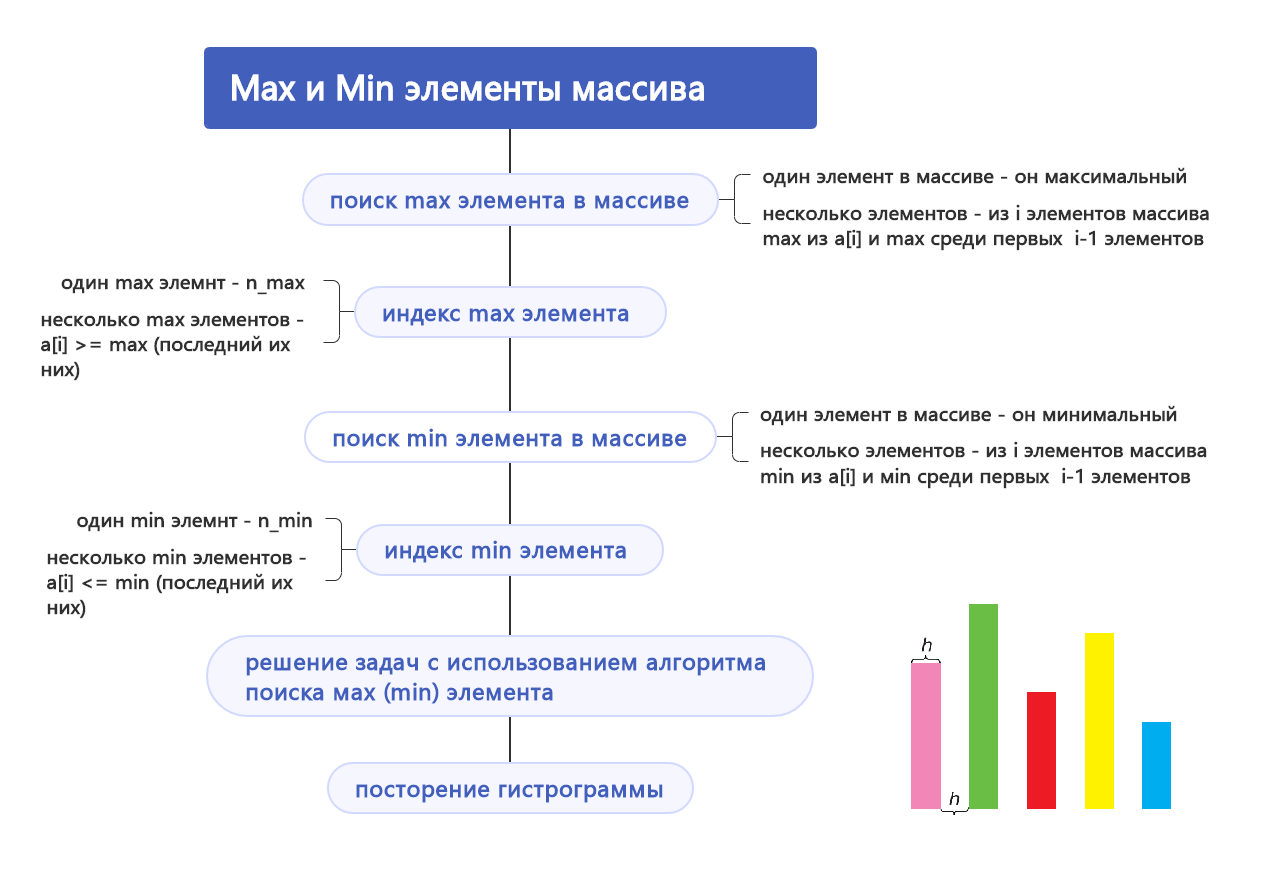 Max и Min элементы массива
поиск max элемента в массиве
один элемент в массиве - он максимальный
несколько элементов - из i элементов массива
max из a[i] и max среди первых  i-1 элементов
один max элемнт - n_max
несколько max элементов -
a[i] >= max (последний их
них)
индекс max элемента
поиск min элемента в массиве
один элемент в массиве - он минимальный
несколько элементов - из i элементов массива
min из a[i] и min среди первых  i-1 элементов
один min элемнт - n_min
несколько min элементов -
a[i] <= min (последний их
них)
индекс min элемента
решение задач с использованием алгоритма
поиска мах (min) элемента
посторение гистрограммы
h
h